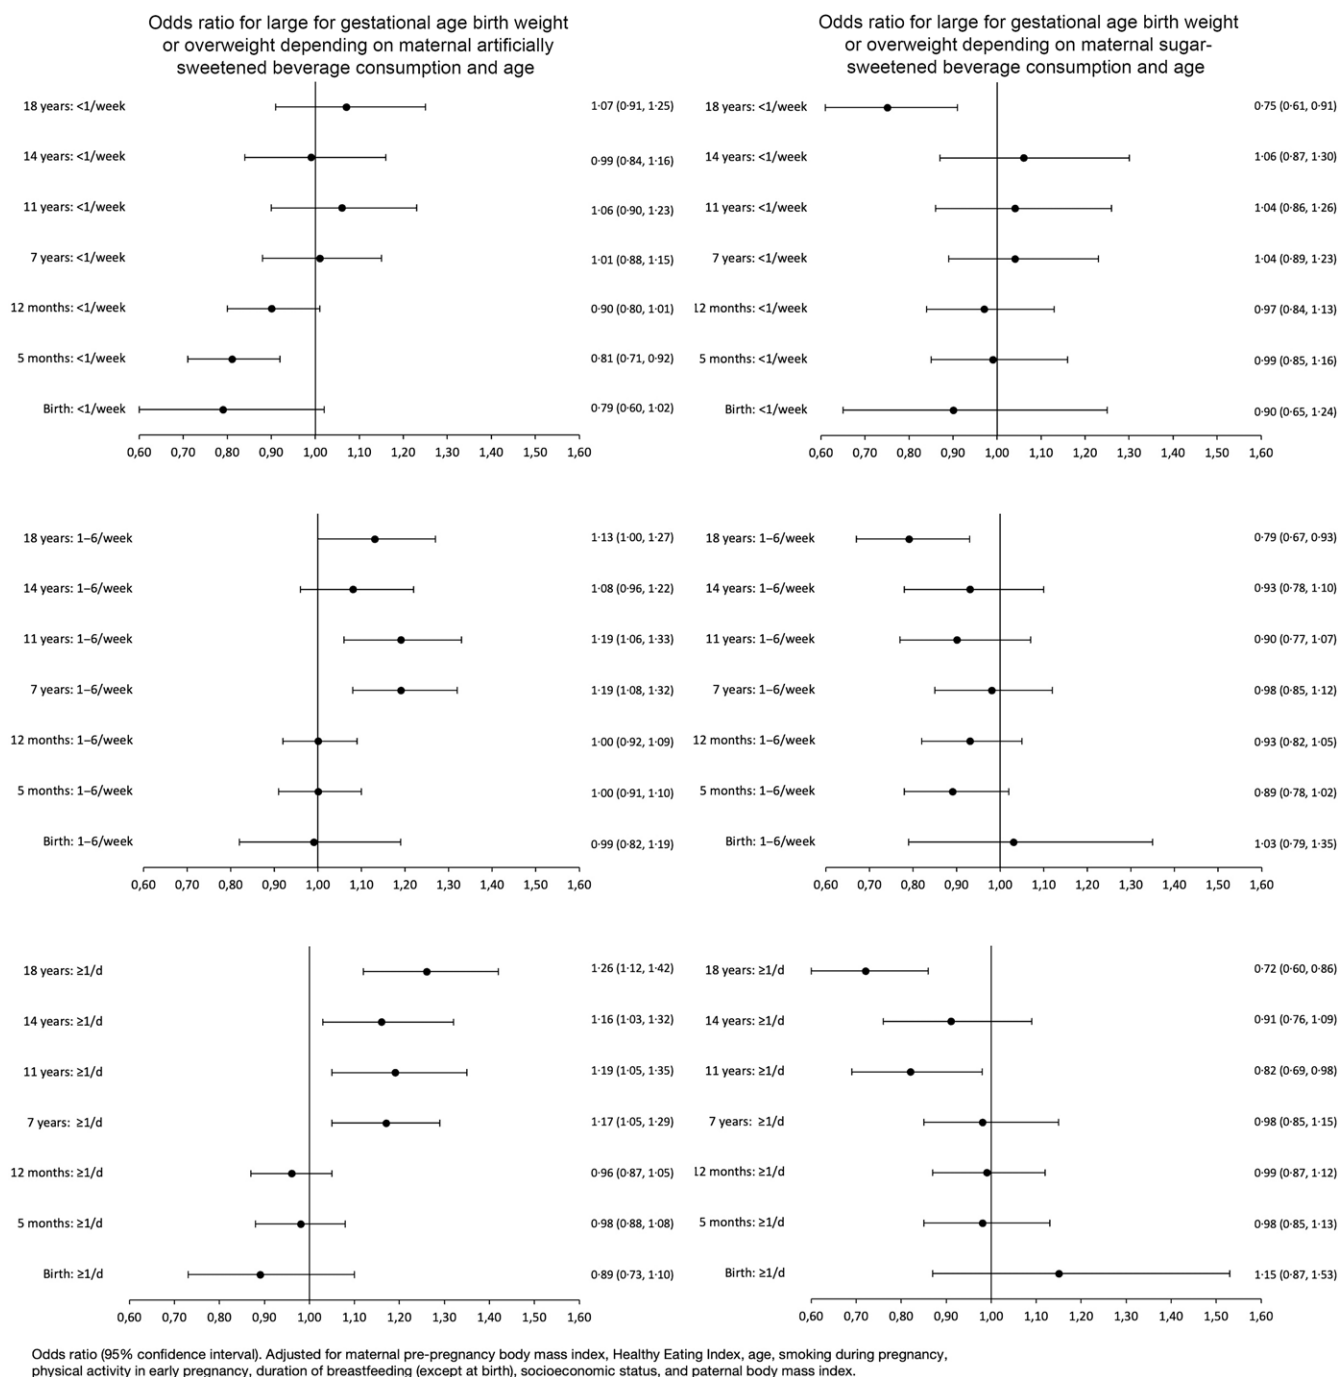 Odds ratio for large for gestational age birth weight
or overweight depending on maternal artificially
sweetened beverage consumption and age
18 years: <1/week 1·07 (0·91, 1·25)
14 years: <1/week 0·99 (0·84, 1·16)
11 years: <1/week 1·06 (0·90, 1·23)
7 years: <1/week 1·01 (0·88, 1·15)
12 months: <1/week 0·90 (0·80, 1·01)
5 months: <1/week 0·81 (0·71, 0·92)
Birth: <1/week 0·79 (0·60, 1·02)
0,60 0,70 0,80 0,90 1,00 1,10 1,20 1,30 1,40 1,50 1,60
18 years: 1–6/week 1·13 (1·00, 1·27)
14 years: 1–6/week 1·08 (0·96, 1·22)
11 years: 1–6/week 1·19 (1·06, 1·33)
7 years: 1–6/week 1·19 (1·08, 1·32)
12 months: 1–6/week 1·00 (0·92, 1·09)
5 months: 1–6/week 1·00 (0·91, 1·10)
Birth: 1–6/week 0·99 (0·82, 1·19)
0,60 0,70 0,80 0,90 1,00 1,10 1,20 1,30 1,40 1,50 1,60
18 years: ≥1/d 1·26 (1·12, 1·42)
14 years: ≥1/d 1·16 (1·03, 1·32)
11 years: ≥1/d 1·19 (1·05, 1·35)
7 years: ≥1/d 1·17 (1·05, 1·29)
12 months: ≥1/d 0·96 (0·87, 1·05)
5 months: ≥1/d 0·98 (0·88, 1·08)
Birth: ≥1/d 0·89 (0·73, 1·10)
0,60 0,70 0,80 0,90 1,00 1,10 1,20 1,30 1,40 1,50 1,60
Odds ratio for large for gestational age birth weight
or overweight depending on maternal sugar-
sweetened beverage consumption and age
18 years: <1/week 0·75 (0·61, 0·91)
14 years: <1/week 1·06 (0·87, 1·30)
11 years: <1/week 1·04 (0·86, 1·26)
7 years: <1/week 1·04 (0·89, 1·23)
12 months: <1/week 0·97 (0·84, 1·13)
5 months: <1/week 0·99 (0·85, 1·16)
Birth: <1/week 0·90 (0·65, 1·24)
0,60 0,70 0,80 0,90 1,00 1,10 1,20 1,30 1,40 1,50 1,60
18 years: 1–6/week 0·79 (0·67, 0·93)
14 years: 1–6/week 0·93 (0·78, 1·10)
11 years: 1–6/week 0·90 (0·77, 1·07)
7 years: 1–6/week 0·98 (0·85, 1·12)
12 months: 1–6/week 0·93 (0·82, 1·05)
5 months: 1–6/week 0·89 (0·78, 1·02)
Birth: 1–6/week 1·03 (0·79, 1·35)
0,60 0,70 0,80 0,90 1,00 1,10 1,20 1,30 1,40 1,50 1,60
18 years: ≥1/d 0·72 (0·60, 0·86)
14 years: ≥1/d 0·91 (0·76, 1·09)
11 years: ≥1/d 0·82 (0·69, 0·98)
7 years: ≥1/d 0·98 (0·85, 1·15)
12 months: ≥1/d 0·99 (0·87, 1·12)
5 months: ≥1/d 0·98 (0·85, 1·13)
Birth: ≥1/d 1·15 (0·87, 1·53)
0,60 0,70 0,80 0,90 1,00 1,10 1,20 1,30 1,40 1,50 1,60
Odds ratio (95% confidence interval). Adjusted for maternal pre-pregnancy body mass index, Healthy Eating Index, age, smoking during pregnancy,
physical activity in early pregnancy, duration of breastfeeding (except at birth), socioeconomic status, and paternal body mass index.